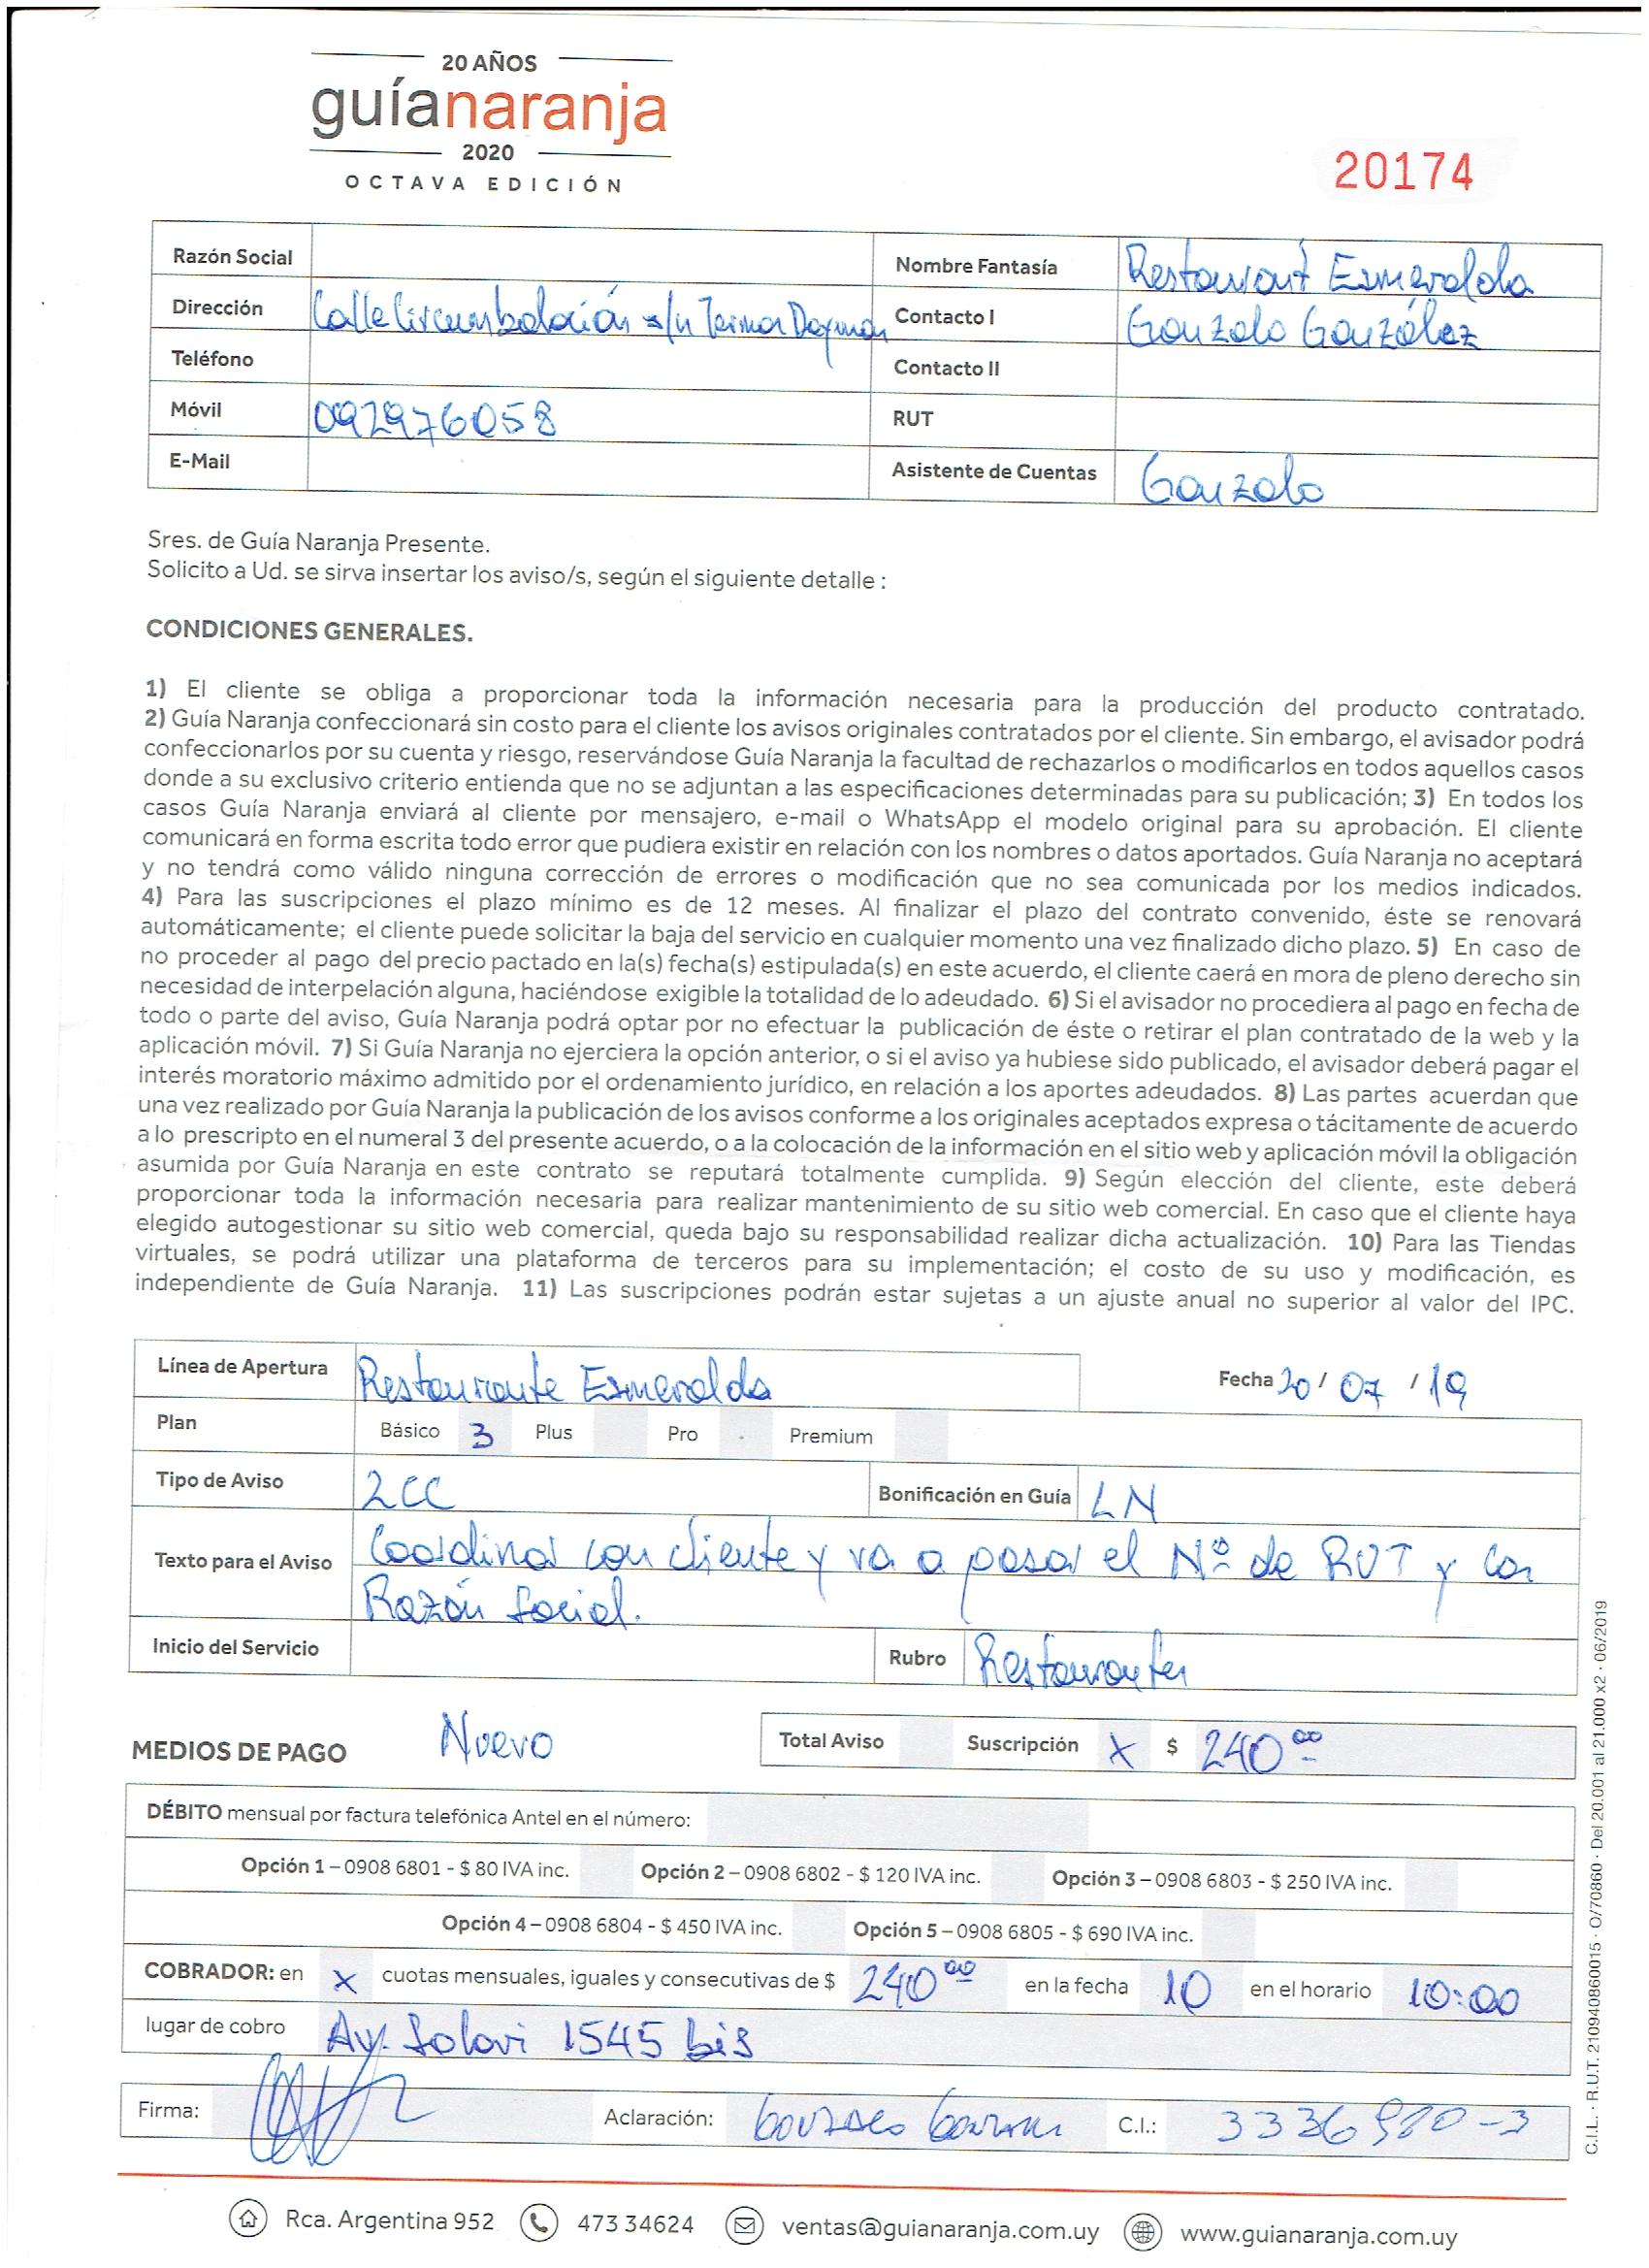 20 AÑOS
guíanaranja
2020
OCTAVA EDICIÓN
20174
Razón Social
Nombre Fantasía Restaurant Esmeralda
Dirección Calle Circumbalación s/n Termas Dayman
Contacto I Gonzalo González
Teléfono
Contacto II
Móvil 092976058
RUT
E-Mail
Asistente de Cuentas Gonzalo
Sres. de Guía Naranja Presente.
Solicito a Ud. se sirva insertar los aviso/s, según el siguiente detalle :
CONDICIONES GENERALES.
1) El cliente se obliga a proporcionar toda la información necesaria para la producción del producto contratado.
2) Guía Naranja confeccionará sin costo para el cliente los avisos originales contratados por el cliente. Sin embargo, el avisador podrá
confeccionarlos por su cuenta y riesgo, reservándose Guía Naranja la facultad de rechazarlos o modificarlos en todos aquellos casos
donde a su exclusivo criterio entienda que no se adjuntan a las especificaciones determinadas para su publicación; 3) En todos los
casos Guía Naranja enviará al cliente por mensajero, e-mail o WhatsApp el modelo original para su aprobación. El cliente
comunicará en forma escrita todo error que pudiera existir en relación con los nombres o datos aportados. Guía Naranja no aceptará
y no tendrá como válido ninguna corrección de errores o modificación que no sea comunicada por los medios indicados.
4) Para las suscripciones el plazo mínimo es de 12 meses. Al finalizar el plazo del contrato convenido, éste se renovará
automáticamente; el cliente puede solicitar la baja del servicio en cualquier momento una vez finalizado dicho plazo. 5) En caso de
no proceder al pago del precio pactado en la(s) fecha(s) estipulada(s) en este acuerdo, el cliente caerá en mora de pleno derecho sin
necesidad de interpelación alguna, haciéndose exigible la totalidad de lo adeudado. 6) Si el avisador no procediera al pago en fecha de
todo o parte del aviso, Guía Naranja podrá optar por no efectuar la publicación de éste o retirar el plan contratado de la web y la
aplicación móvil. 7) Si Guía Naranja no ejerciera la opción anterior, o si el aviso ya hubiese sido publicado, el avisador deberá pagar el
interés moratorio máximo admitido por el ordenamiento jurídico, en relación a los aportes adeudados. 8) Las partes acuerdan que
una vez realizado por Guía Naranja la publicación de los avisos conforme a los originales aceptados expresa o tácitamente de acuerdo
a lo prescripto en el numeral 3 del presente acuerdo, o a la colocación de la información en el sitio web y aplicación móvil la obligación
asumida por Guía Naranja en este contrato se reputará totalmente cumplida. 9) Según elección del cliente, este deberá
proporcionar toda la información necesaria para realizar mantenimiento de su sitio web comercial. En caso que el cliente haya
elegido autogestionar su sitio web comercial, queda bajo su responsabilidad realizar dicha actualización. 10) Para las Tiendas
virtuales, se podrá utilizar una plataforma de terceros para su implementación; el costo de su uso y modificación, es
independiente de Guía Naranja. 11) Las suscripciones podrán estar sujetas a un ajuste anual no superior al valor del IPC.
Línea de Apertura Restaurante Esmeralda
Fecha 20 / 07 / 19
Plan Básico 3 Plus Pro Premium
Tipo de Aviso 2CC
Bonificación en Guía LN
Texto para el Aviso Coordinar con cliente y va a pasar el Nº de RUT y la
Razón Social.
Inicio del Servicio
Rubro Restaurantes
MEDIOS DE PAGO Nuevo
Total Aviso Suscripción X $ 240 00
DÉBITO mensual por factura telefónica Antel en el número:
Opción 1 – 0908 6801 - $ 80 IVA inc. Opción 2 – 0908 6802 - $ 120 IVA inc. Opción 3 – 0908 6803 - $ 250 IVA inc.
Opción 4 – 0908 6804 - $ 450 IVA inc. Opción 5 – 0908 6805 - $ 690 IVA inc.
COBRADOR: en X cuotas mensuales, iguales y consecutivas de $ 240 00 en la fecha 10 en el horario 10:00
lugar de cobro Ay. Solari 1545 bis
Firma: Aclaración: Gonzalo C.I.: 3336920-3
C.I.L. · R.U.T. 210940860015 · O/70860 · Del 20.001 al 21.000 x2 · 06/2019
Rca. Argentina 952 473 34624 ventas@guianaranja.com.uy www.guianaranja.com.uy